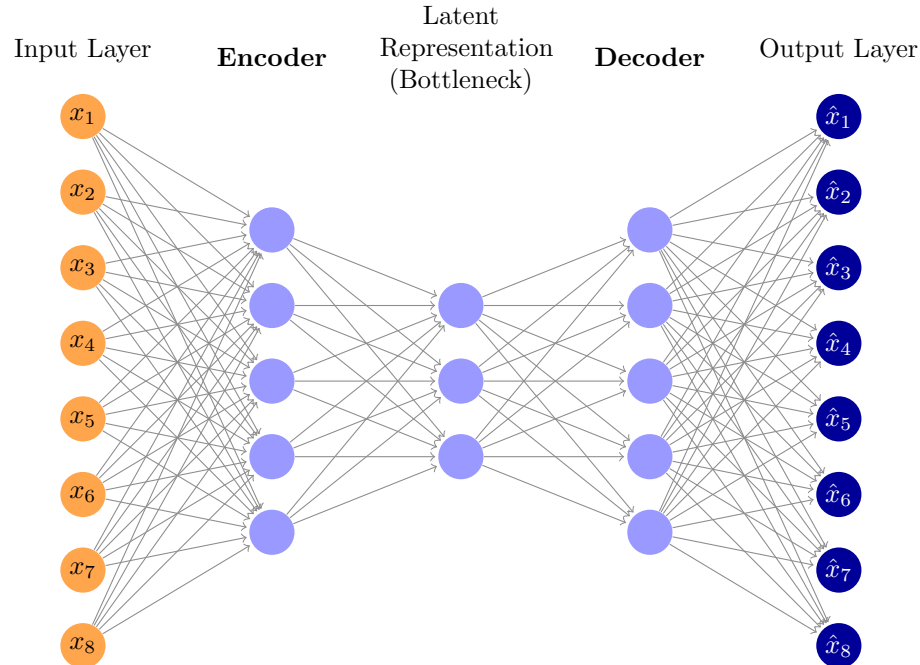 Input Layer
Encoder
Latent
Representation
(Bottleneck)
Decoder
Output Layer
x₁
x₂
x₃
x₄
x₅
x₆
x₇
x₈
x̂₁
x̂₂
x̂₃
x̂₄
x̂₅
x̂₆
x̂₇
x̂₈